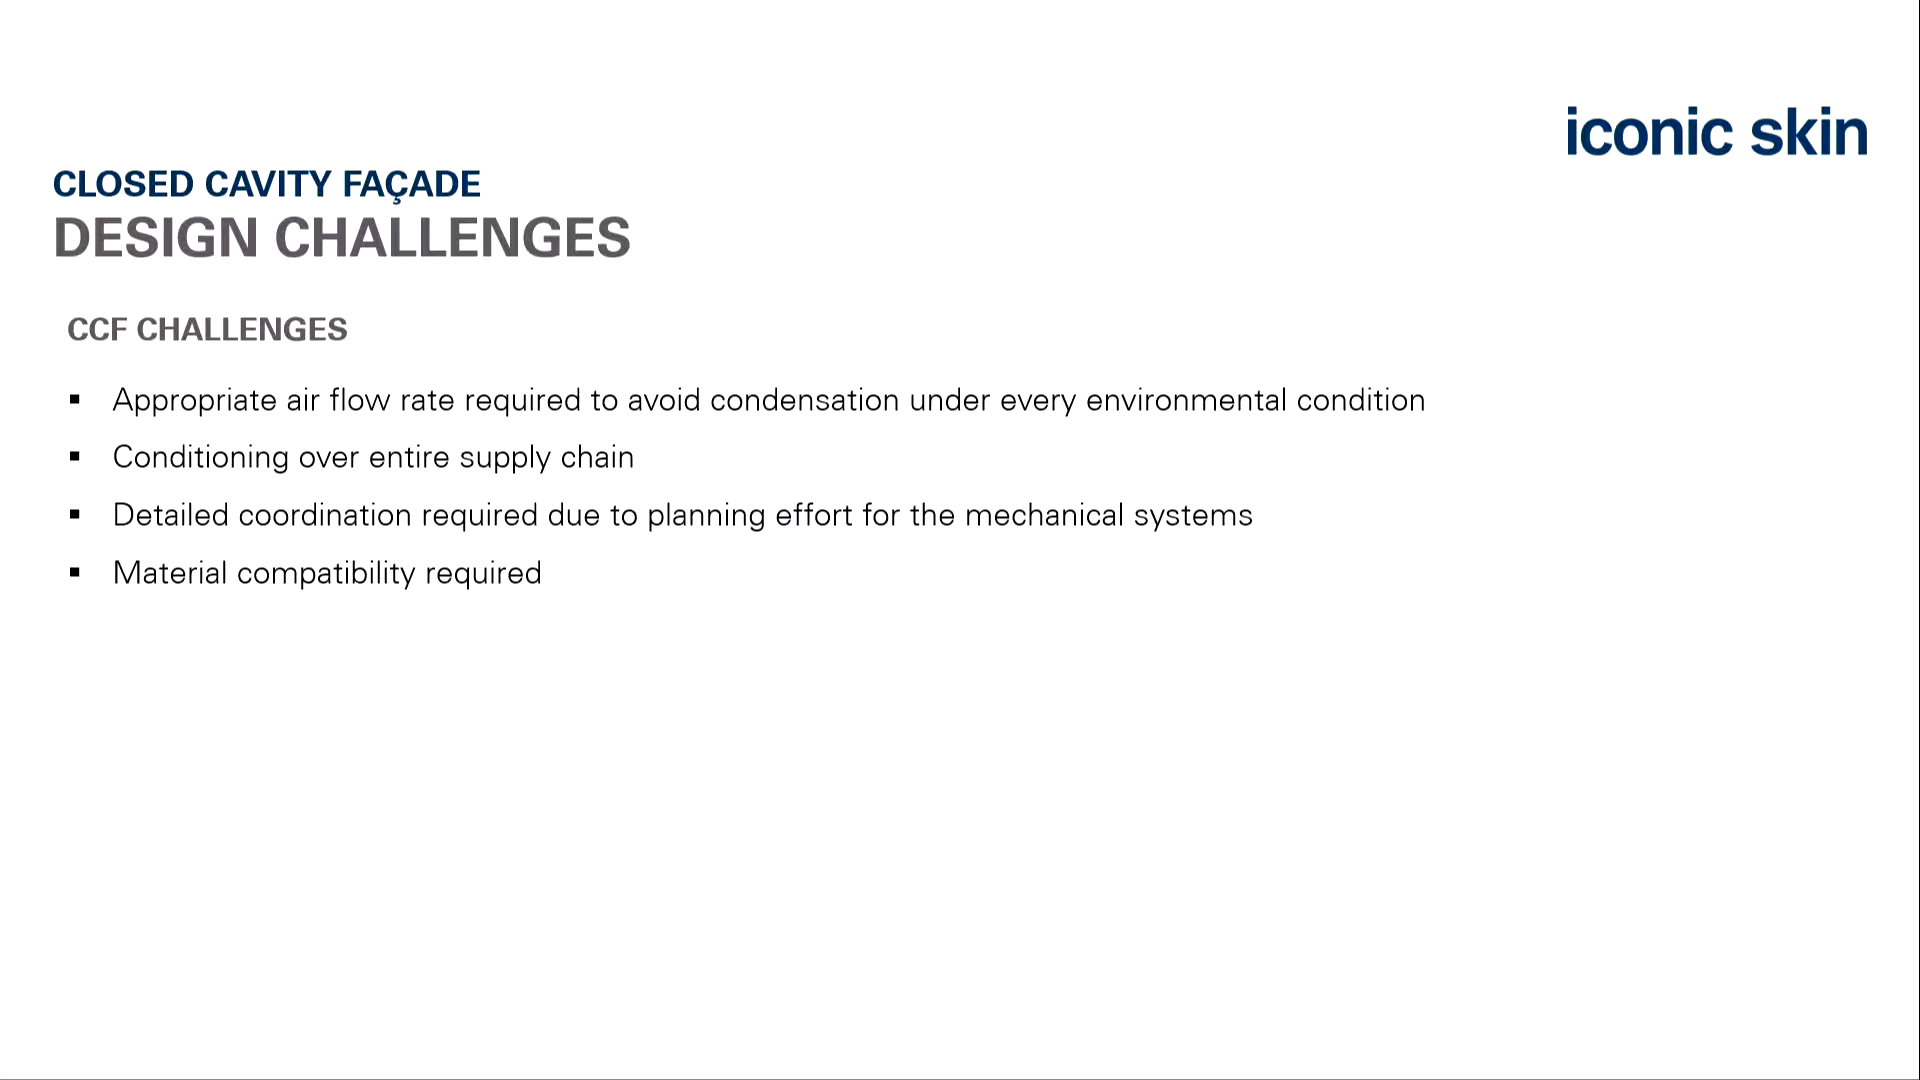 iconic skin
CLOSED CAVITY FAÇADE
DESIGN CHALLENGES
CCF CHALLENGES
▪ Appropriate air flow rate required to avoid condensation under every environmental condition
▪ Conditioning over entire supply chain
▪ Detailed coordination required due to planning effort for the mechanical systems
▪ Material compatibility required